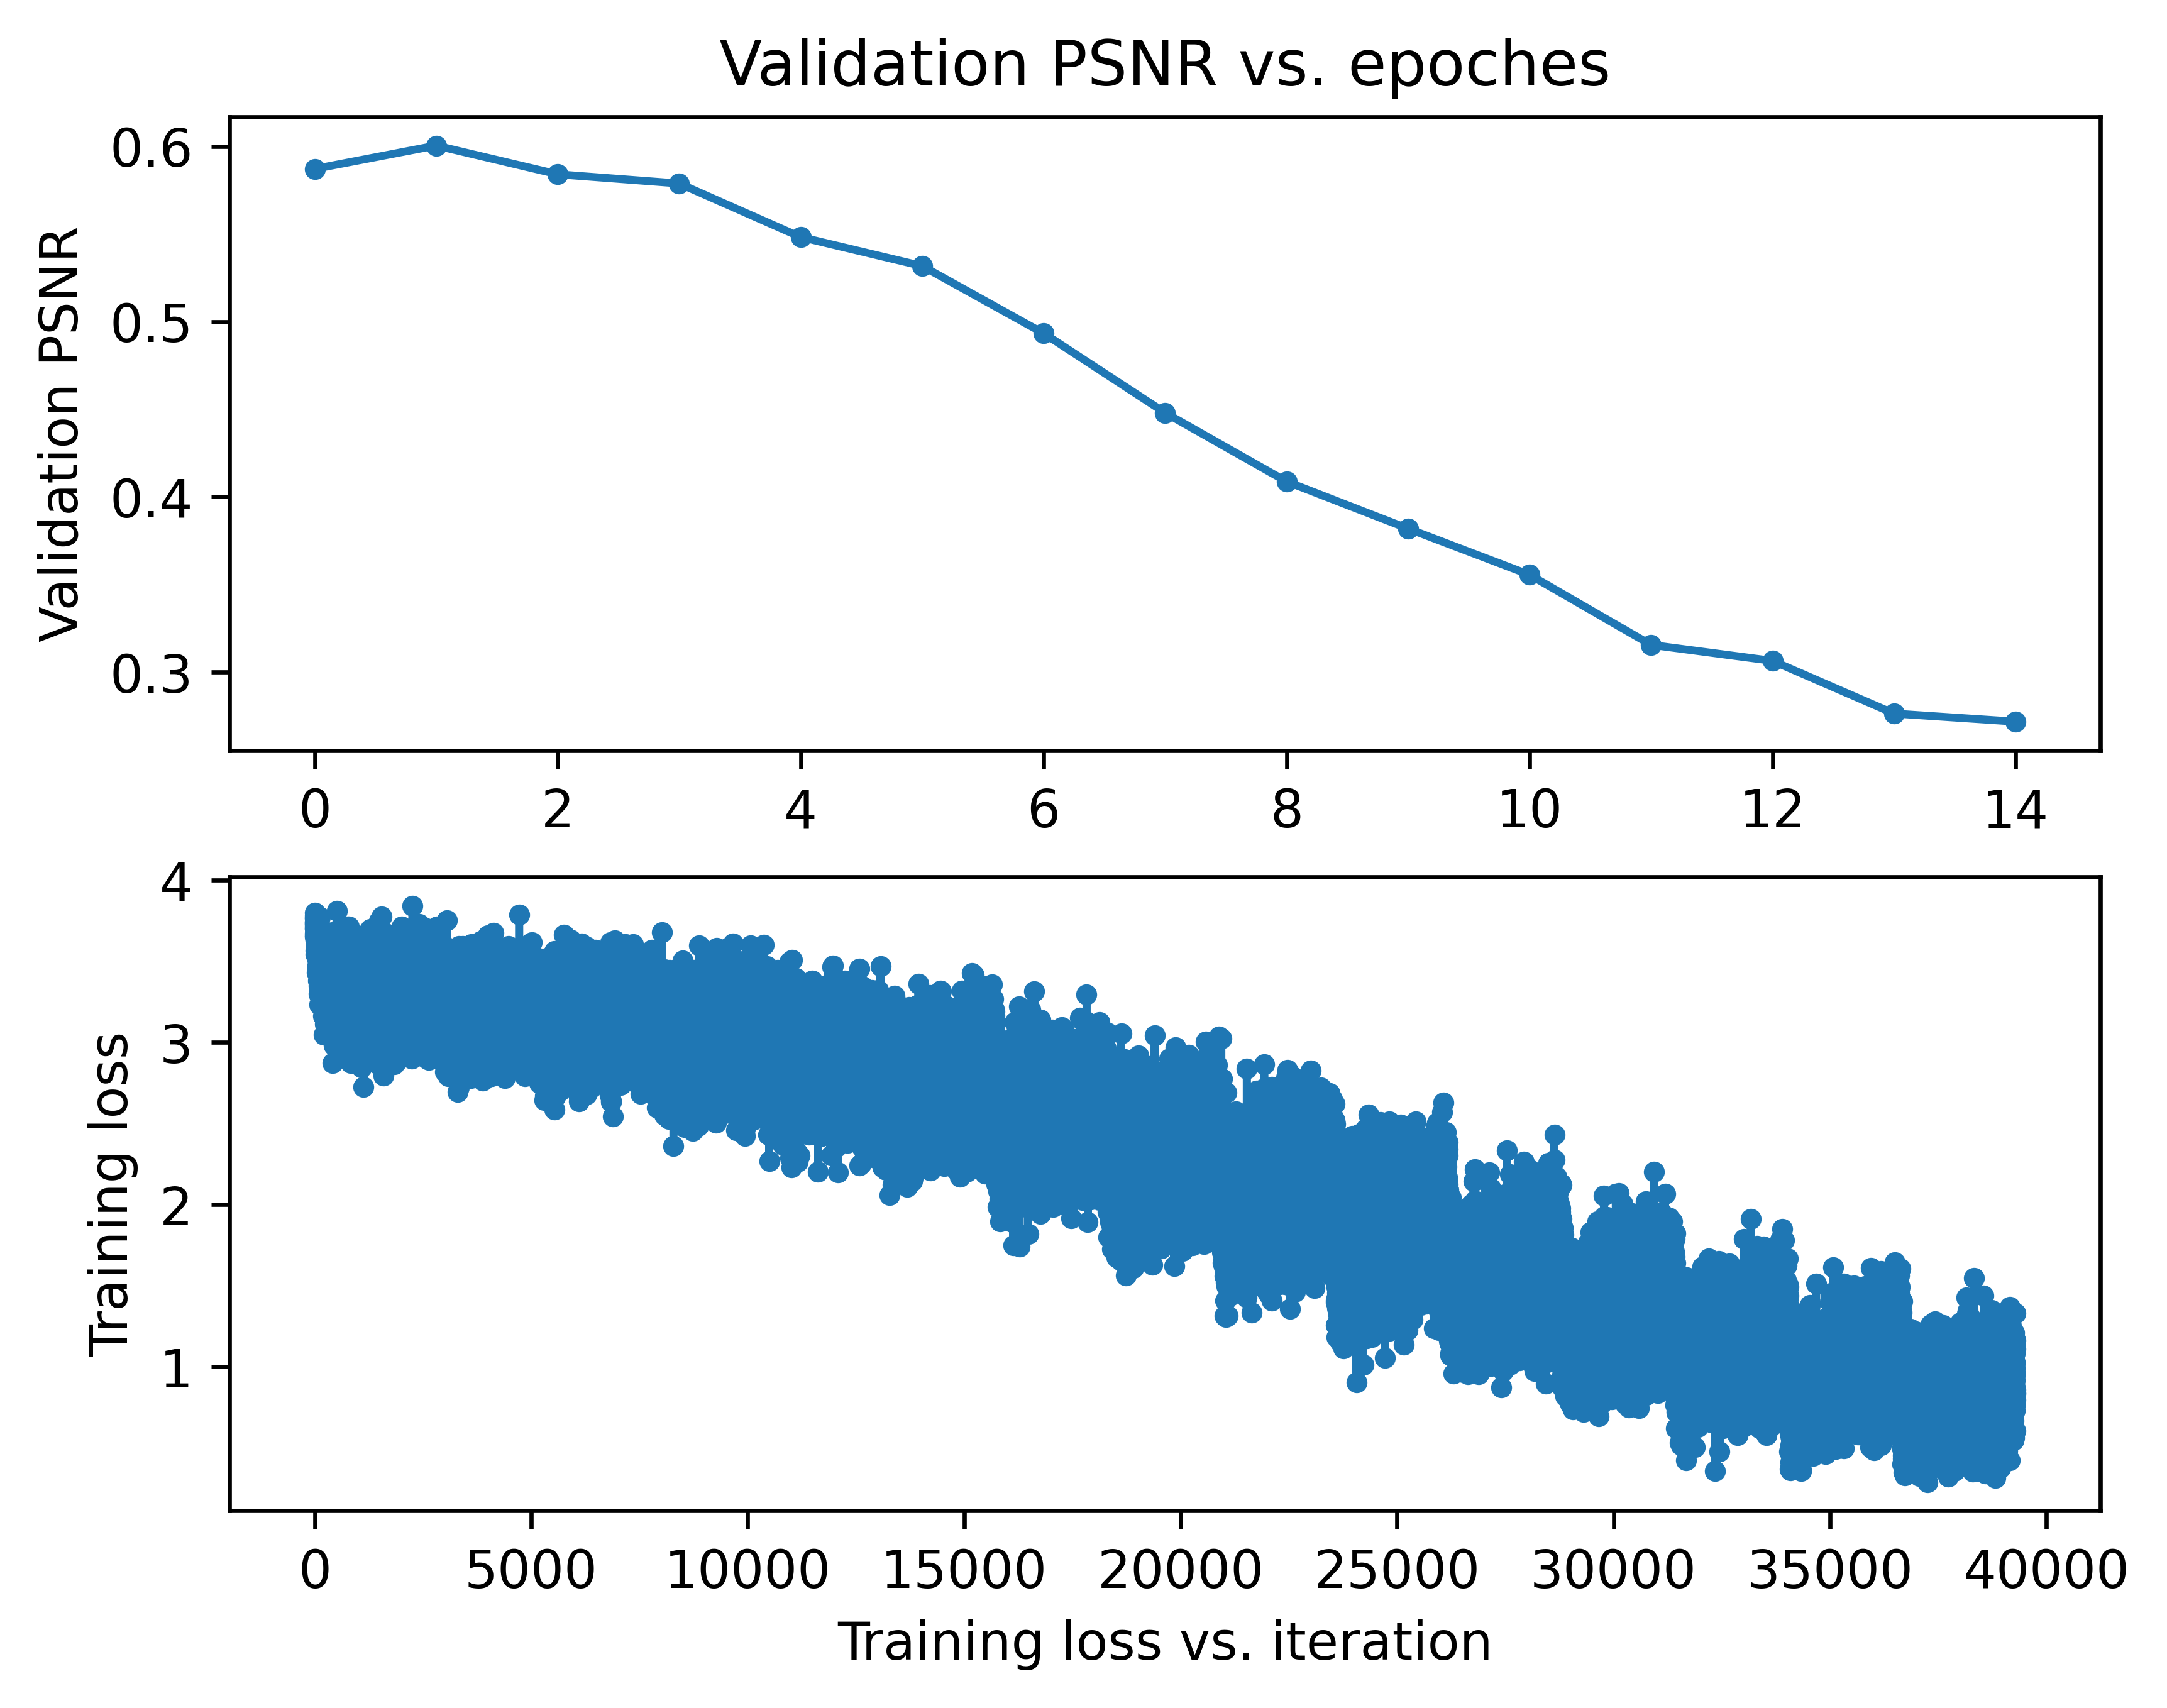 Validation PSNR vs. epoches
Validation PSNR
0.6
0.5
0.4
0.3
0 2 4 6 8 10 12 14
Training loss
4
3
2
1
0 5000 10000 15000 20000 25000 30000 35000 40000
Training loss vs. iteration